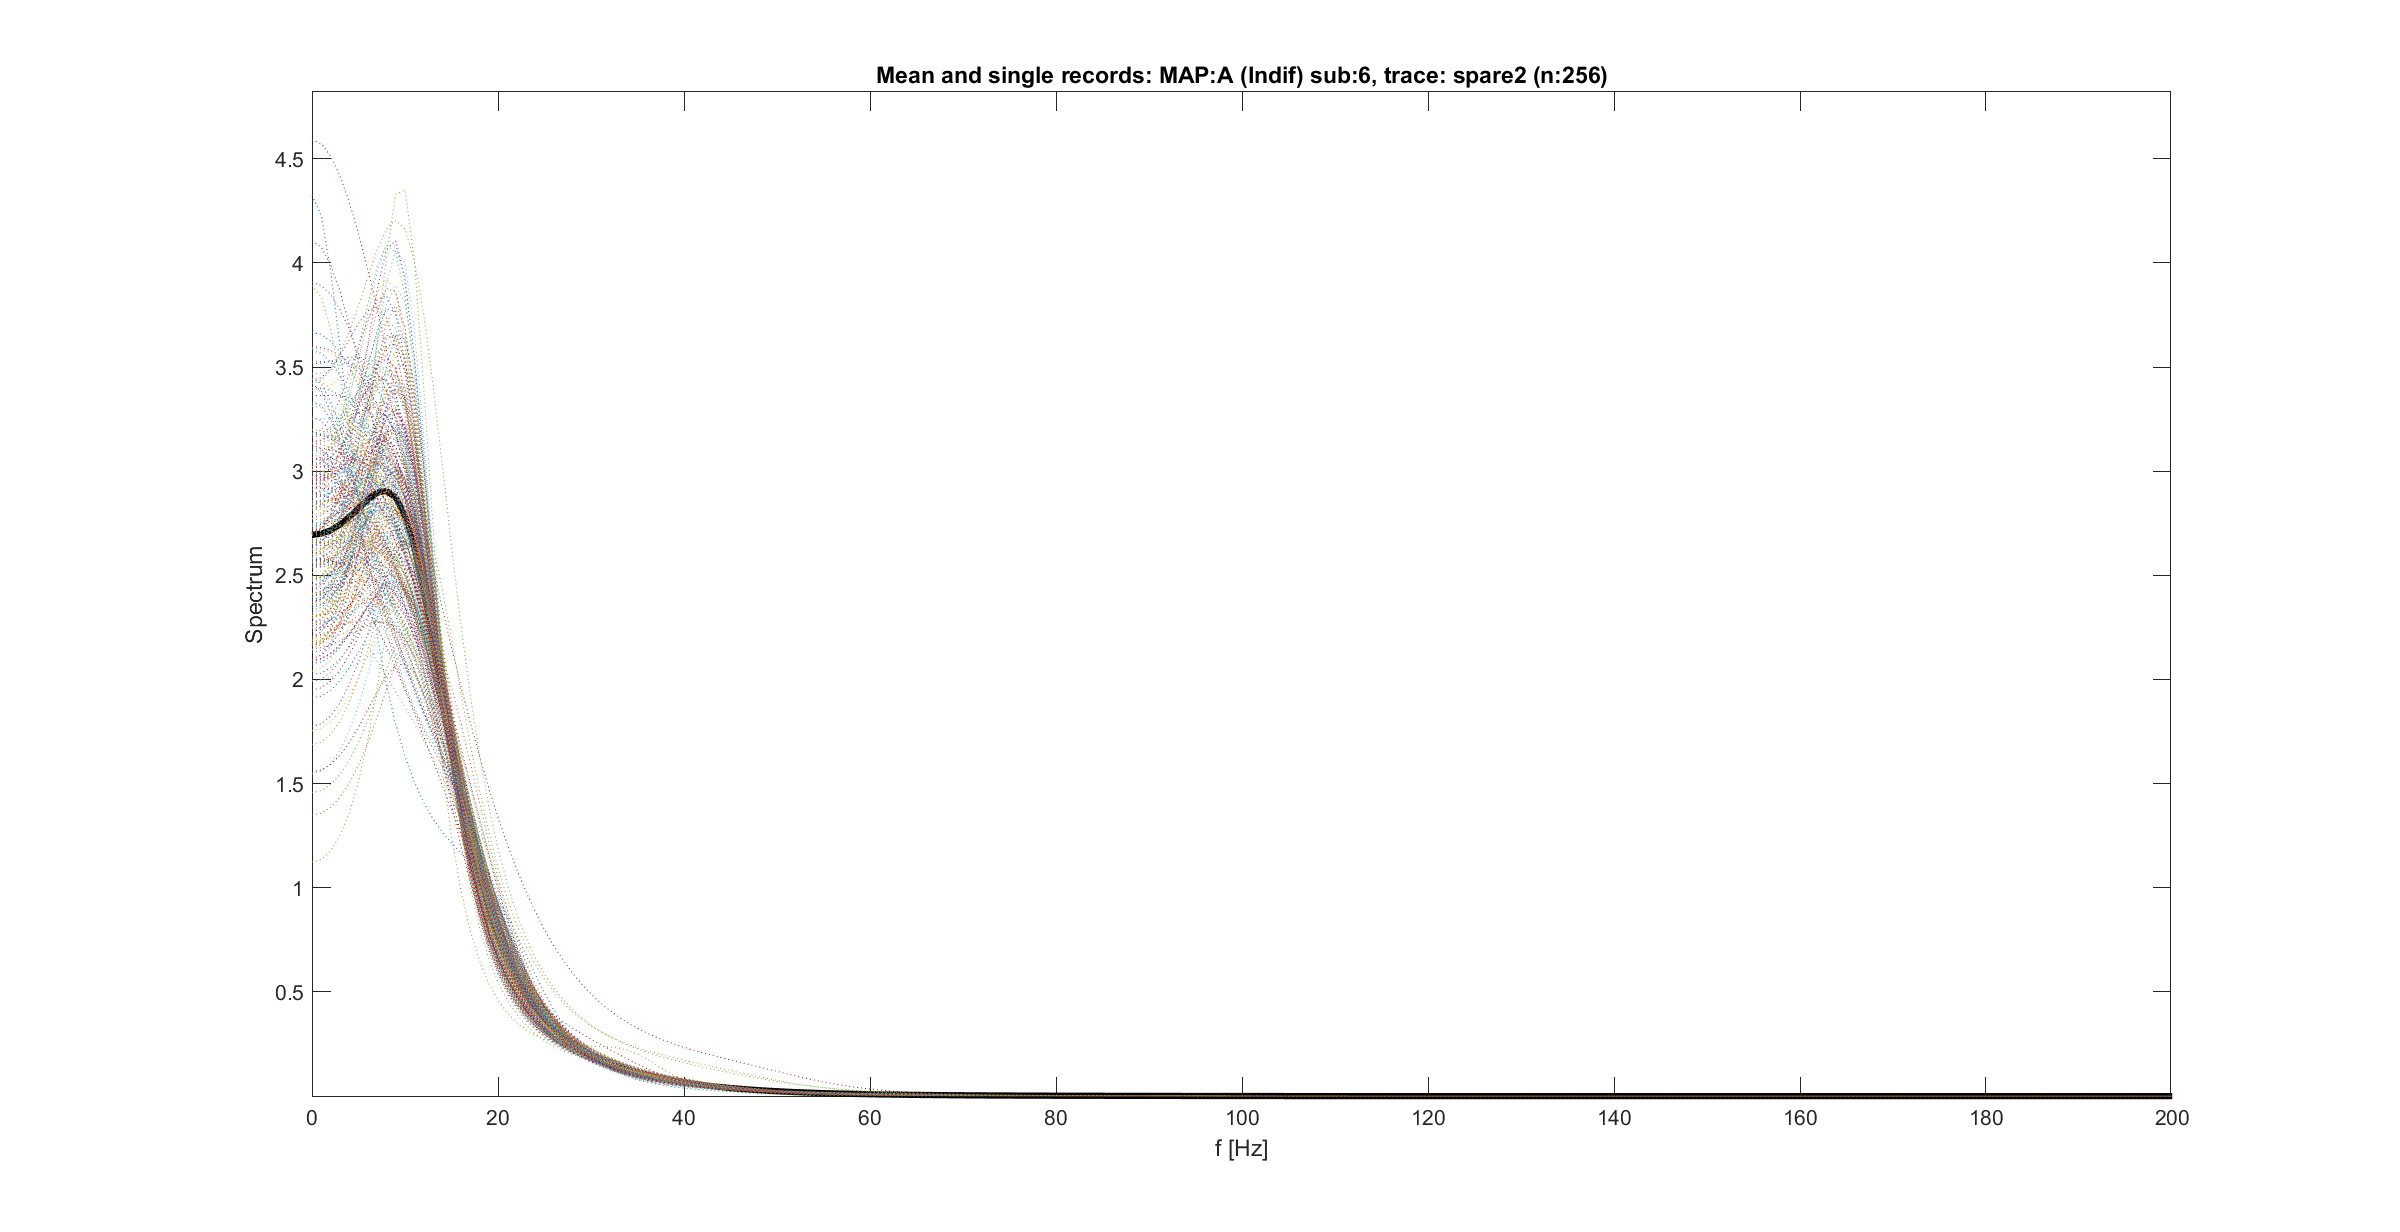 Mean and single records: MAP:A (Indif) sub:6, trace: spare2 (n:256)
4.5
4
3.5
3
2.5
2
1.5
1
0.5
Spectrum
0 20 40 60 80 100 120 140 160 180 200
f [Hz]